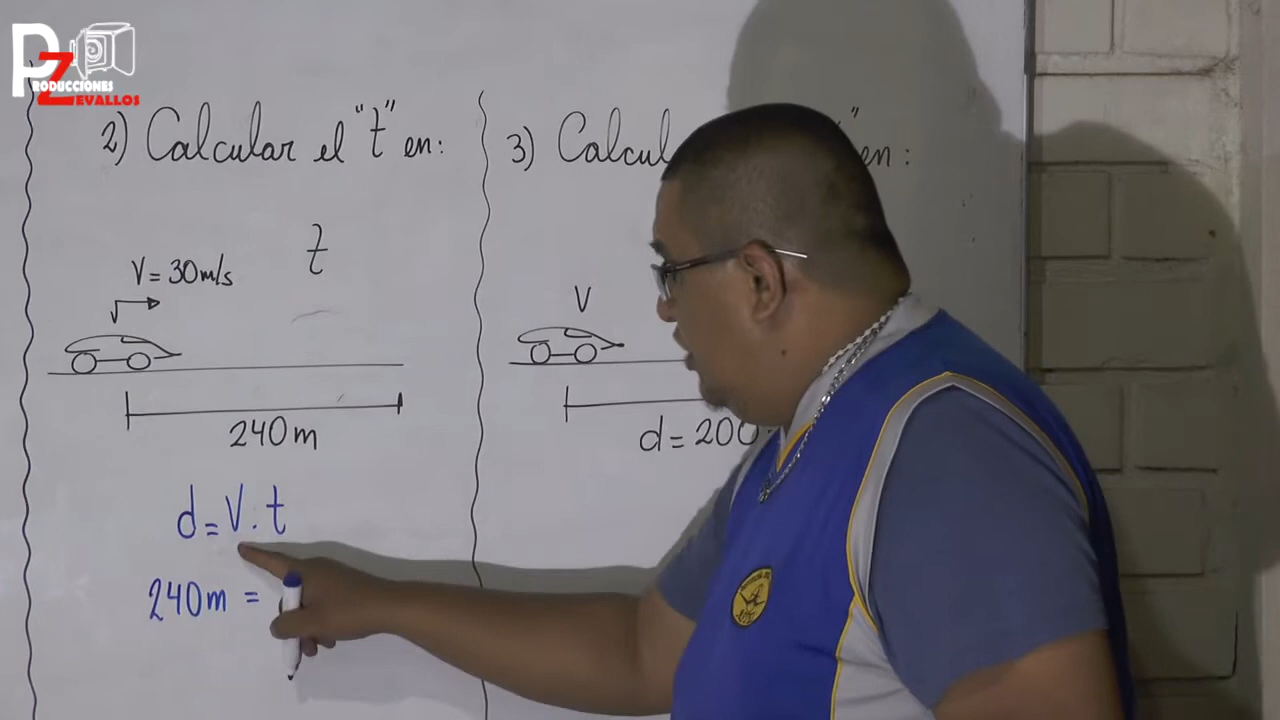 PRODUCCIONES
ZEVALLOS
2) Calcular el "t" en:
t
V = 30m/s
240m
d = V . t
240m =
3) Calcul en:
V
d = 200